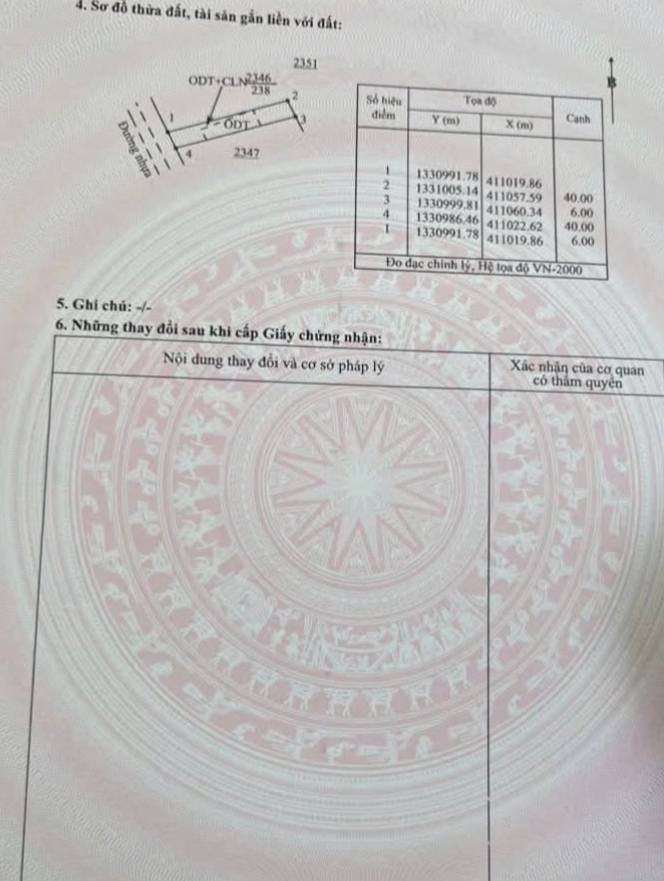 4. Sơ đồ thửa đất, tài sản gắn liền với đất:
2351
ODT+CLN 2346
238
B
1
2
ODT
3
4
2347
Đường nhựa
Số hiệu điểm Tọa độ Cạnh
Y (m) X (m)
1 1330991.78 411019.86
40.00
2 1331005.14 411057.59
6.00
3 1330999.81 411060.34
40.00
4 1330986.46 411022.62
6.00
1 1330991.78 411019.86
Đo đạc chỉnh lý, Hệ tọa độ VN-2000
5. Ghi chú: -/-
6. Những thay đổi sau khi cấp Giấy chứng nhận:
Nội dung thay đổi và cơ sở pháp lý
Xác nhận của cơ quan
có thẩm quyền